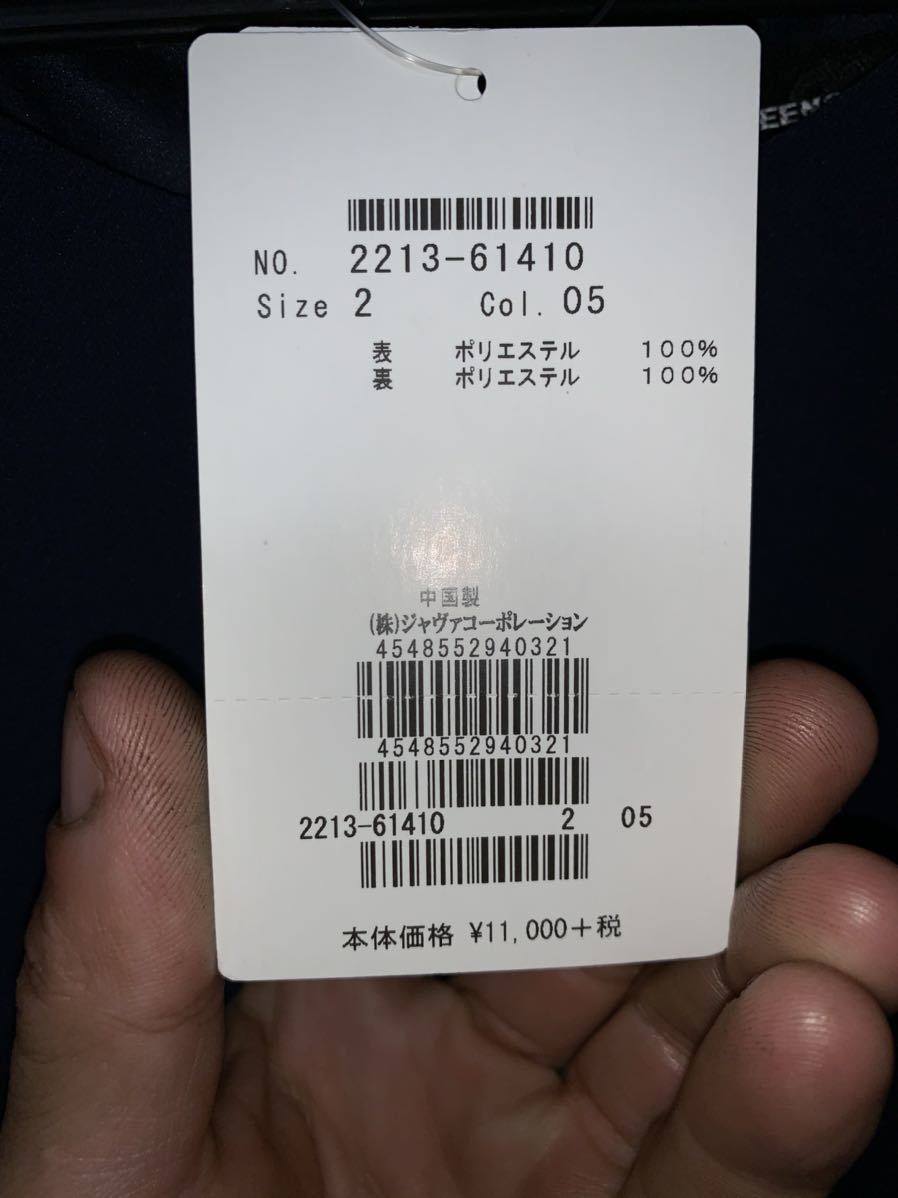 NO. 2213-61410
Size 2 Col. 05
表 ポリエステル 100%
裏 ポリエステル 100%
中国製
(株)ジャヴァコーポレーション
4548552940321
4548552940321
2213-61410 2 05
本体価格 ¥11,000+税